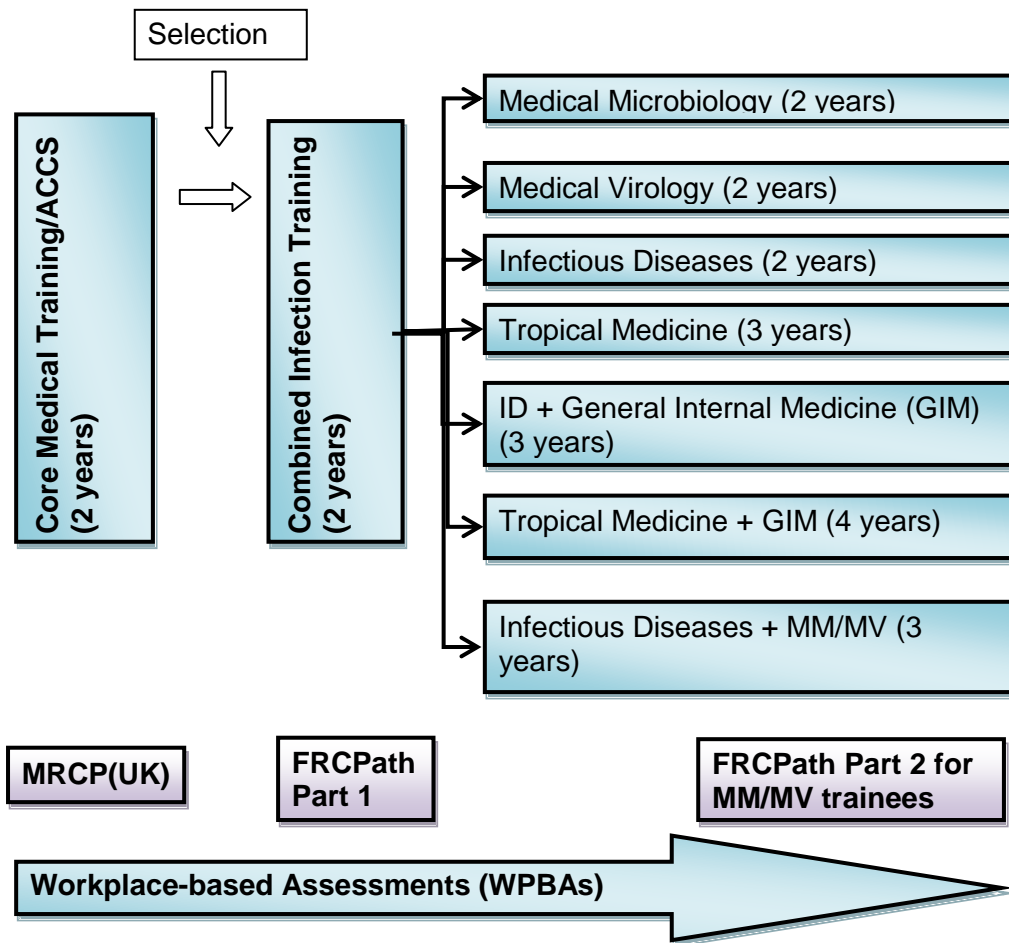 Selection
Core Medical Training/ACCS
(2 years)
Combined Infection Training
(2 years)
Medical Microbiology (2 years)
Medical Virology (2 years)
Infectious Diseases (2 years)
Tropical Medicine (3 years)
ID + General Internal Medicine (GIM)
(3 years)
Tropical Medicine + GIM (4 years)
Infectious Diseases + MM/MV (3
years)
MRCP(UK)
FRCPath
Part 1
FRCPath Part 2 for
MM/MV trainees
Workplace-based Assessments (WPBAs)